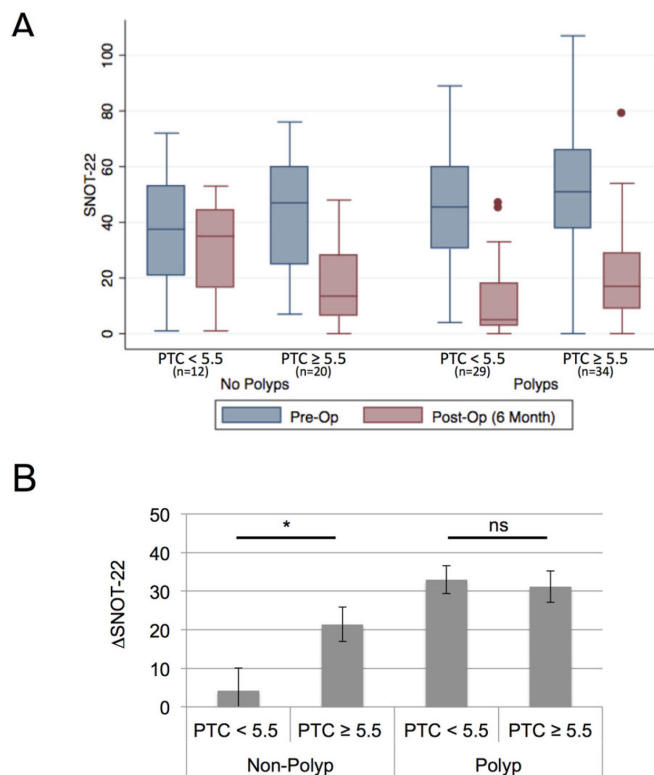 A
SNOT-22
100
80
60
40
20
0
PTC < 5.5 PTC ≥ 5.5 PTC < 5.5 PTC ≥ 5.5
(n=12) (n=20) (n=29) (n=34)
No Polyps Polyps
Pre-Op Post-Op (6 Month)
B
ΔSNOT-22
50
40
30
20
10
0
* ns
PTC < 5.5 PTC ≥ 5.5 PTC < 5.5 PTC ≥ 5.5
Non-Polyp Polyp